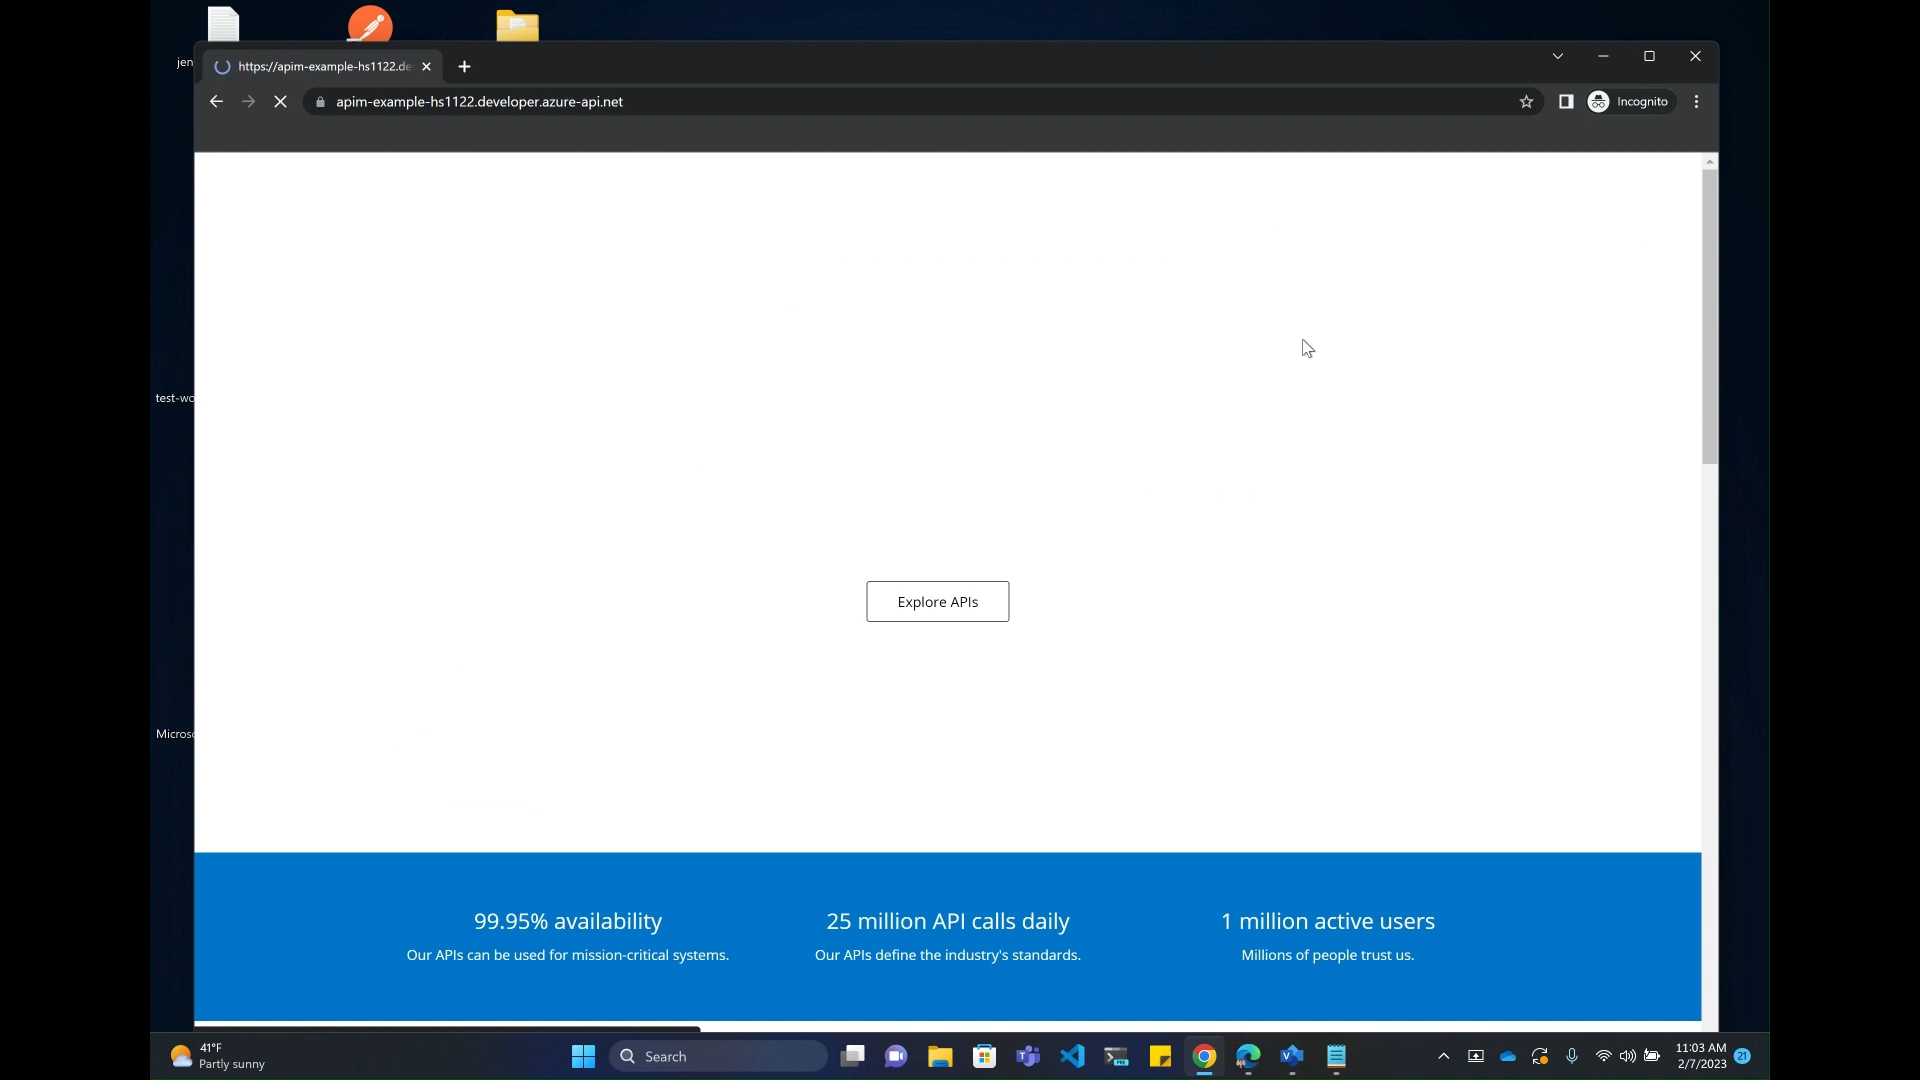 jen
https://apim-example-hs1122.de
apim-example-hs1122.developer.azure-api.net
Incognito
test-wo
Explore APIs
Micros
99.95% availability
25 million API calls daily
1 million active users
Our APIs can be used for mission-critical systems.
Our APIs define the industry's standards.
Millions of people trust us.
41°F
Partly sunny
Search
11:03 AM
2/7/2023
21